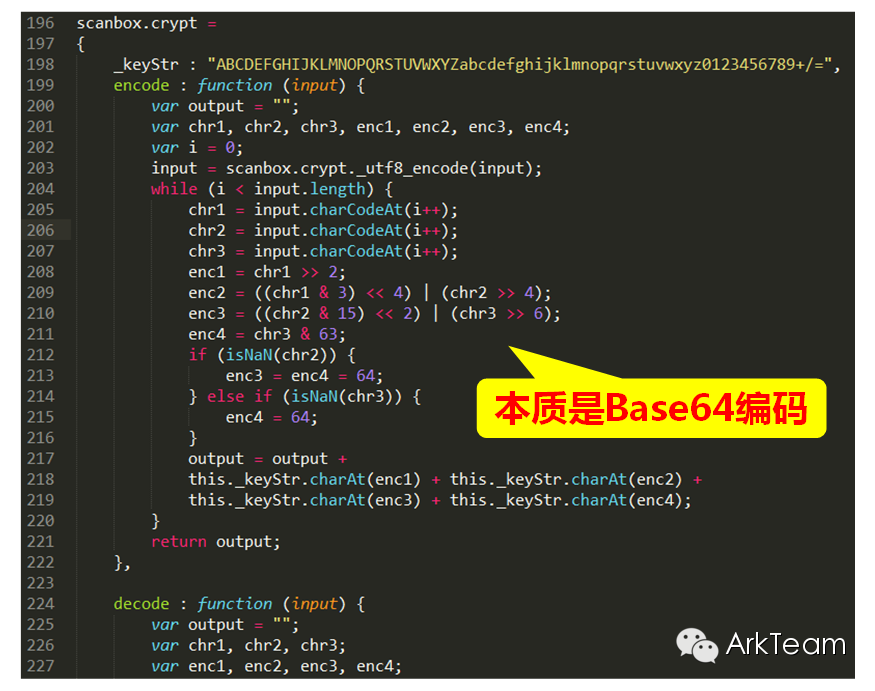 196 scanbox.crypt =
197 {
198     _keyStr : "ABCDEFGHIJKLMNOPQRSTUVWXYZabcdefghijklmnopqrstuvwxyz0123456789+/=",
199     encode : function (input) {
200         var output = "";
201         var chr1, chr2, chr3, enc1, enc2, enc3, enc4;
202         var i = 0;
203         input = scanbox.crypt._utf8_encode(input);
204         while (i < input.length) {
205             chr1 = input.charCodeAt(i++);
206             chr2 = input.charCodeAt(i++);
207             chr3 = input.charCodeAt(i++);
208             enc1 = chr1 >> 2;
209             enc2 = ((chr1 & 3) << 4) | (chr2 >> 4);
210             enc3 = ((chr2 & 15) << 2) | (chr3 >> 6);
211             enc4 = chr3 & 63;
212             if (isNaN(chr2)) {
213                 enc3 = enc4 = 64;
214             } else if (isNaN(chr3)) {
215                 enc4 = 64;
216             }
217             output = output +
218             this._keyStr.charAt(enc1) + this._keyStr.charAt(enc2) +
219             this._keyStr.charAt(enc3) + this._keyStr.charAt(enc4);
220         }
221         return output;
222     },
223
224     decode : function (input) {
225         var output = "";
226         var chr1, chr2, chr3;
227         var enc1, enc2, enc3, enc4;
本质是Base64编码
ArkTeam